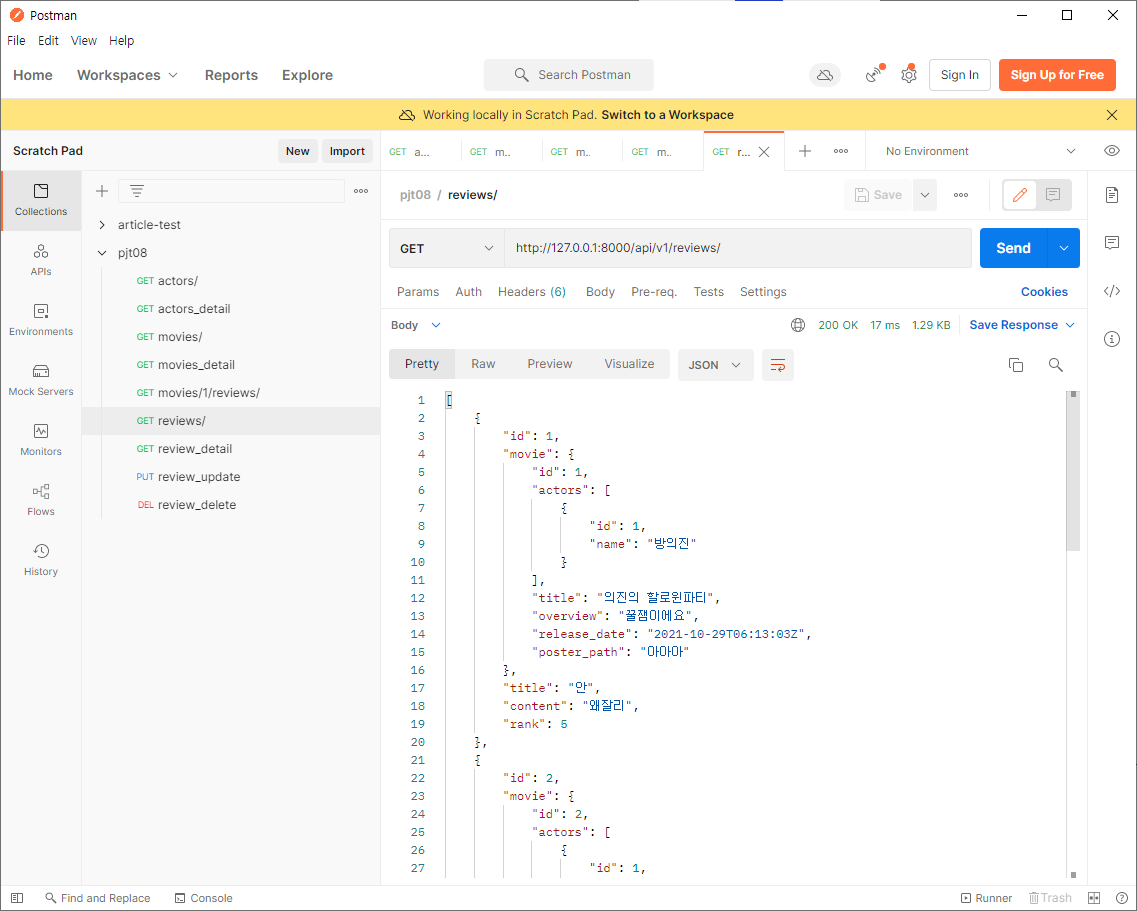 Postman
File Edit View Help
Home Workspaces Reports Explore Search Postman Sign In Sign Up for Free
Working locally in Scratch Pad. Switch to a Workspace
Scratch Pad New Import
GET a... GET m.. GET m.. GET m.. GET r... No Environment
Collections
APIs
Environments
Mock Servers
Monitors
Flows
History
article-test
pjt08
GET actors/
GET actors_detail
GET movies/
GET movies_detail
GET movies/1/reviews/
GET reviews/
GET review_detail
PUT review_update
DEL review_delete
pjt08 / reviews/ Save
GET http://127.0.0.1:8000/api/v1/reviews/ Send
Params Auth Headers (6) Body Pre-req. Tests Settings Cookies
Body 200 OK 17 ms 1.29 KB Save Response
Pretty Raw Preview Visualize JSON
1 [
2 {
3 "id": 1,
4 "movie": {
5 "id": 1,
6 "actors": [
7 {
8 "id": 1,
9 "name": "방의진"
10 }
11 ],
12 "title": "의진의 할로윈파티",
13 "overview": "꿀잼이에요",
14 "release_date": "2021-10-29T06:13:03Z",
15 "poster_path": "아아아"
16 },
17 "title": "안",
18 "content": "왜잘리",
19 "rank": 5
20 },
21 {
22 "id": 2,
23 "movie": {
24 "id": 2,
25 "actors": [
26 {
27 "id": 1,
Find and Replace Console Runner Trash